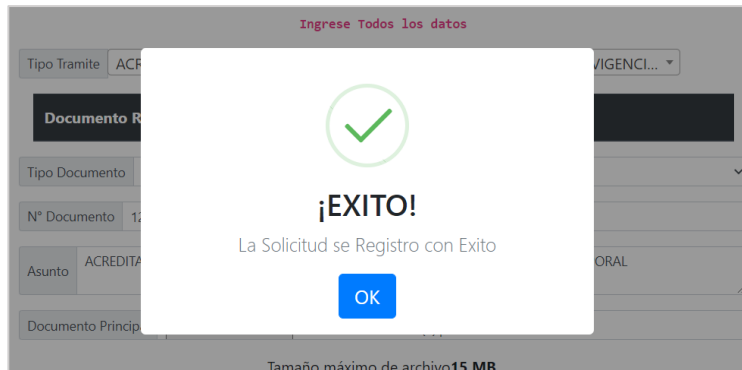 Ingrese Todos los datos
Tipo Tramite ACR VIGENCI...
Documento R
Tipo Documento
N° Documento 12
¡EXITO!
La Solicitud se Registro con Exito
Asunto ACREDITA ORAL
OK
Documento Princip
Tamaño máximo de archivo15 MB